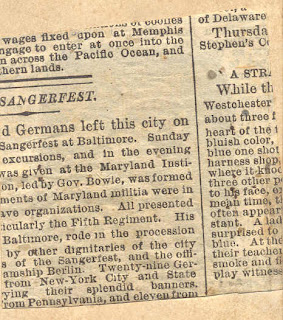 wages fixed upon at Memphis
ngage to enter at once into the
n across the Pacific Ocean, and
thern lands.
SANGERFEST.
d Germans left this city on
Sangerfest at Baltimore. Sunday
excursions, and in the evening
was given at the Maryland Insti-
on, led by Gov. Bowie, was formed
ments of Maryland militia were in
ave organizations. All presented
icularly the Fifth Regiment. His
Baltimore, rode in the procession
by other dignitaries of the city
s of the Sangerfest, and the offi-
amship Berlin. Twenty-nine Ger-
from New-York City and State
rying their splendid banners.
rom Pennsylvania, and eleven from
of Delaware
Thursda
Stephen's C
A STRA
While th
Westchester
about three f
heart of the t
bluish color,
blue one shot
harness shop,
where it knoc
three other p
to his face, o
mean time, t
often appear
stant. A lad
surprised to
blue. At the
their teacher
smoke and f
play witness